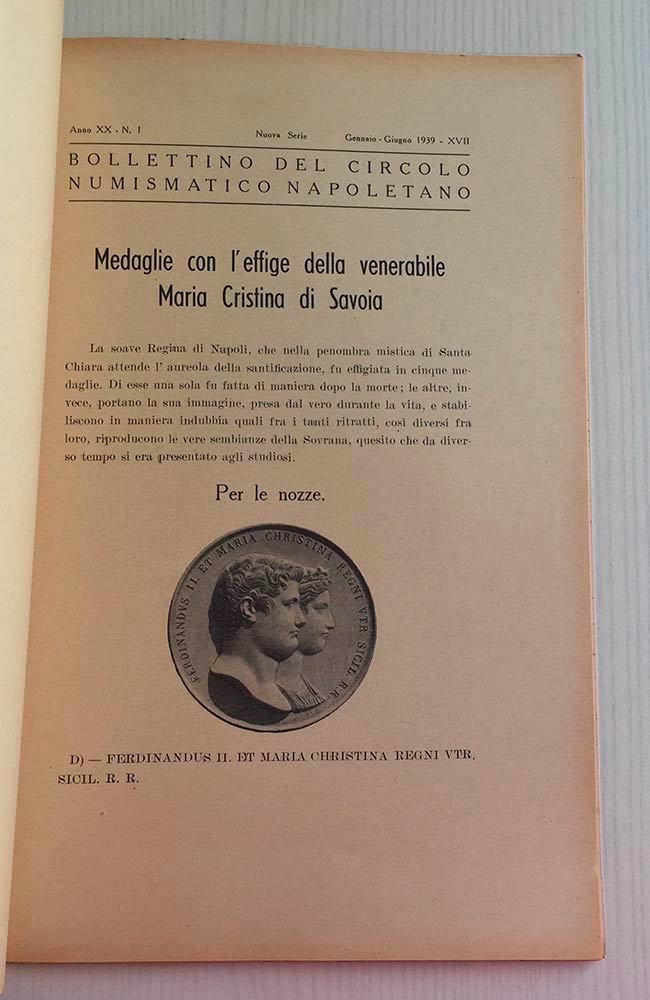 Anno XX - N. 1 Nuova Serie Gennaio - Giugno 1939 - XVII
BOLLETTINO DEL CIRCOLO
NUMISMATICO NAPOLETANO
Medaglie con l'effige della venerabile
Maria Cristina di Savoia
La soave Regina di Napoli, che nella penombra mistica di Santa
Chiara attende l' aureola della santificazione, fu effigiata in cinque me-
daglie. Di esse una sola fu fatta di maniera dopo la morte; le altre, in-
vece, portano la sua immagine, presa dal vero durante la vita, e stabi-
liscono in maniera indubbia quali fra i tanti ritratti, così diversi fra
loro, riproducono le vere sembianze della Sovrana, quesito che da diver-
so tempo si era presentato agli studiosi.
Per le nozze.
FERDINANDVS II. ET MARIA CHRISTINA REGNI VTR SICIL. R. R.
D) — FERDINANDUS II. ET MARIA CHRISTINA REGNI VTR.
SICIL. R. R.